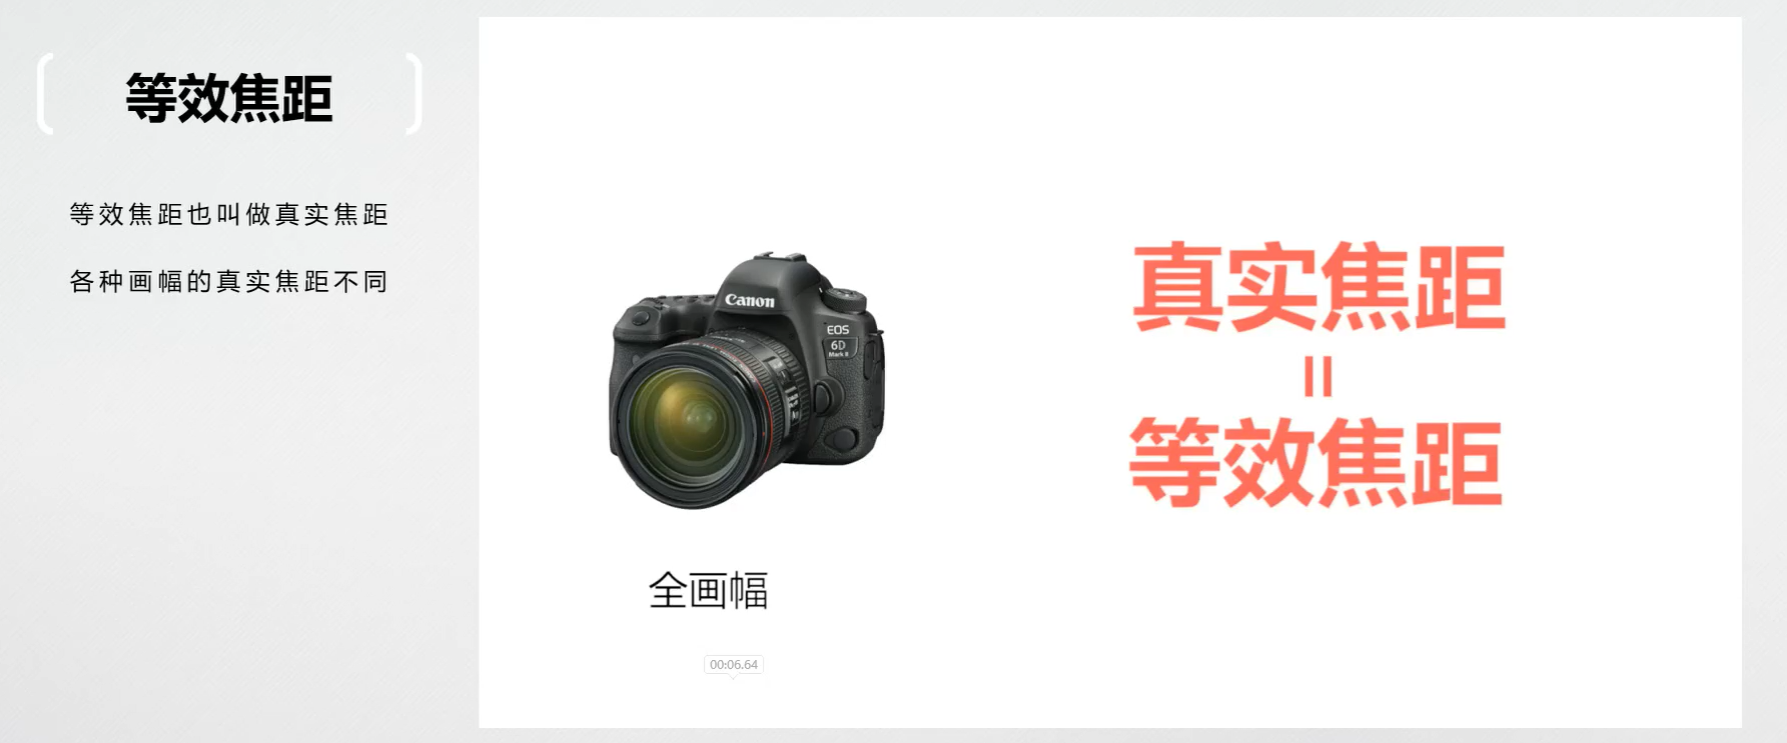 等效焦距
等效焦距也叫做真实焦距
各种画幅的真实焦距不同
Canon
EOS
6D
Mark II
真实焦距
=
等效焦距
全画幅
00:06.64